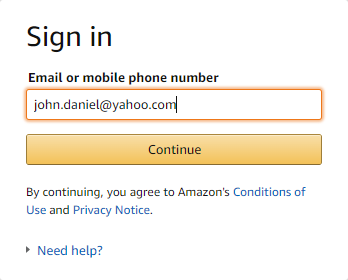 Sign in
Email or mobile phone number
john.daniel@yahoo.com
Continue
By continuing, you agree to Amazon's Conditions of
Use and Privacy Notice.
Need help?